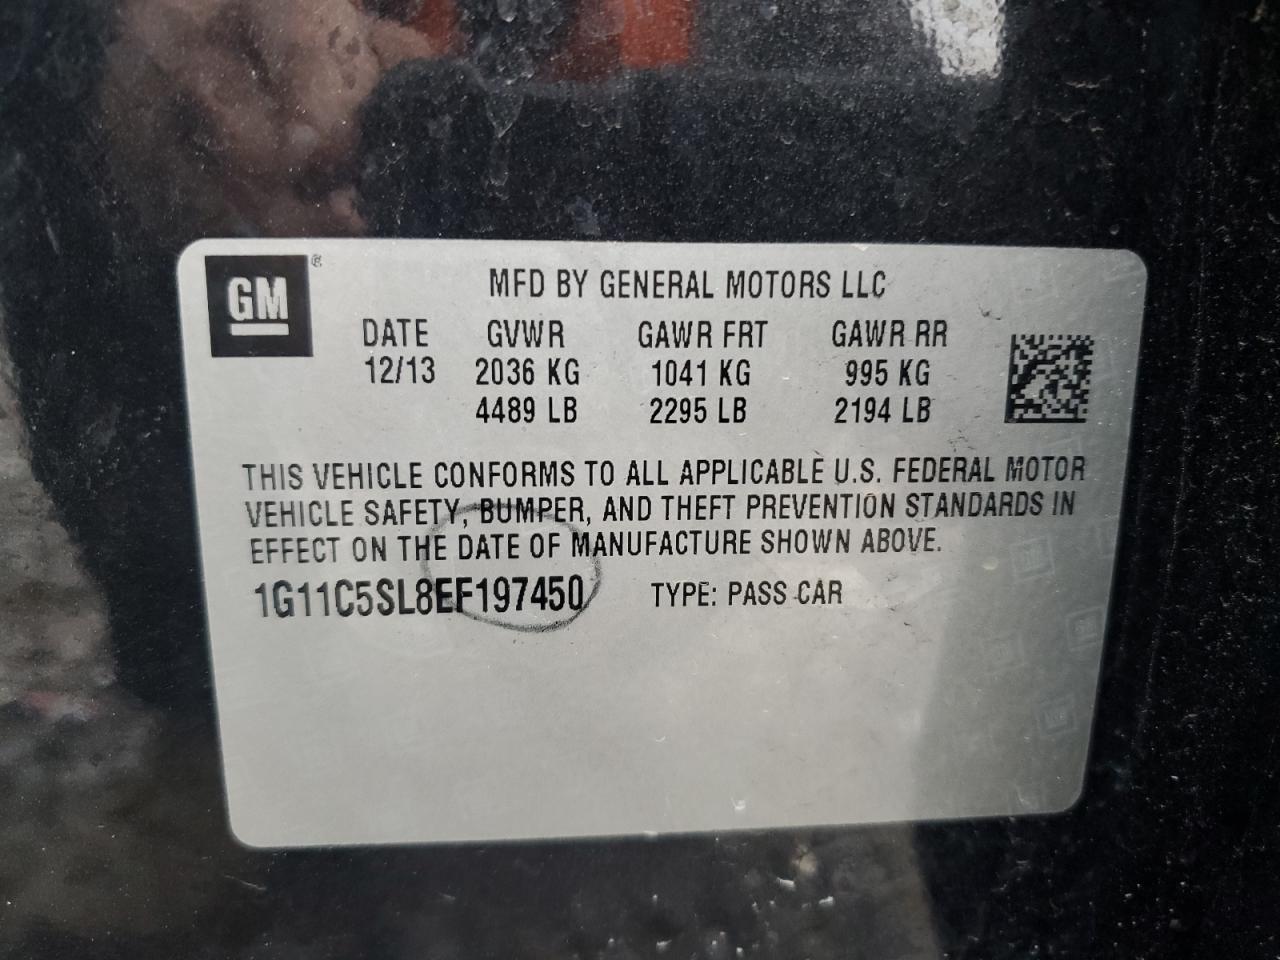 GM ®
MFD BY GENERAL MOTORS LLC
DATE GVWR GAWR FRT GAWR RR
12/13 2036 KG 1041 KG 995 KG
4489 LB 2295 LB 2194 LB
THIS VEHICLE CONFORMS TO ALL APPLICABLE U.S. FEDERAL MOTOR
VEHICLE SAFETY, BUMPER, AND THEFT PREVENTION STANDARDS IN
EFFECT ON THE DATE OF MANUFACTURE SHOWN ABOVE.
1G11C5SL8EF197450 TYPE: PASS CAR